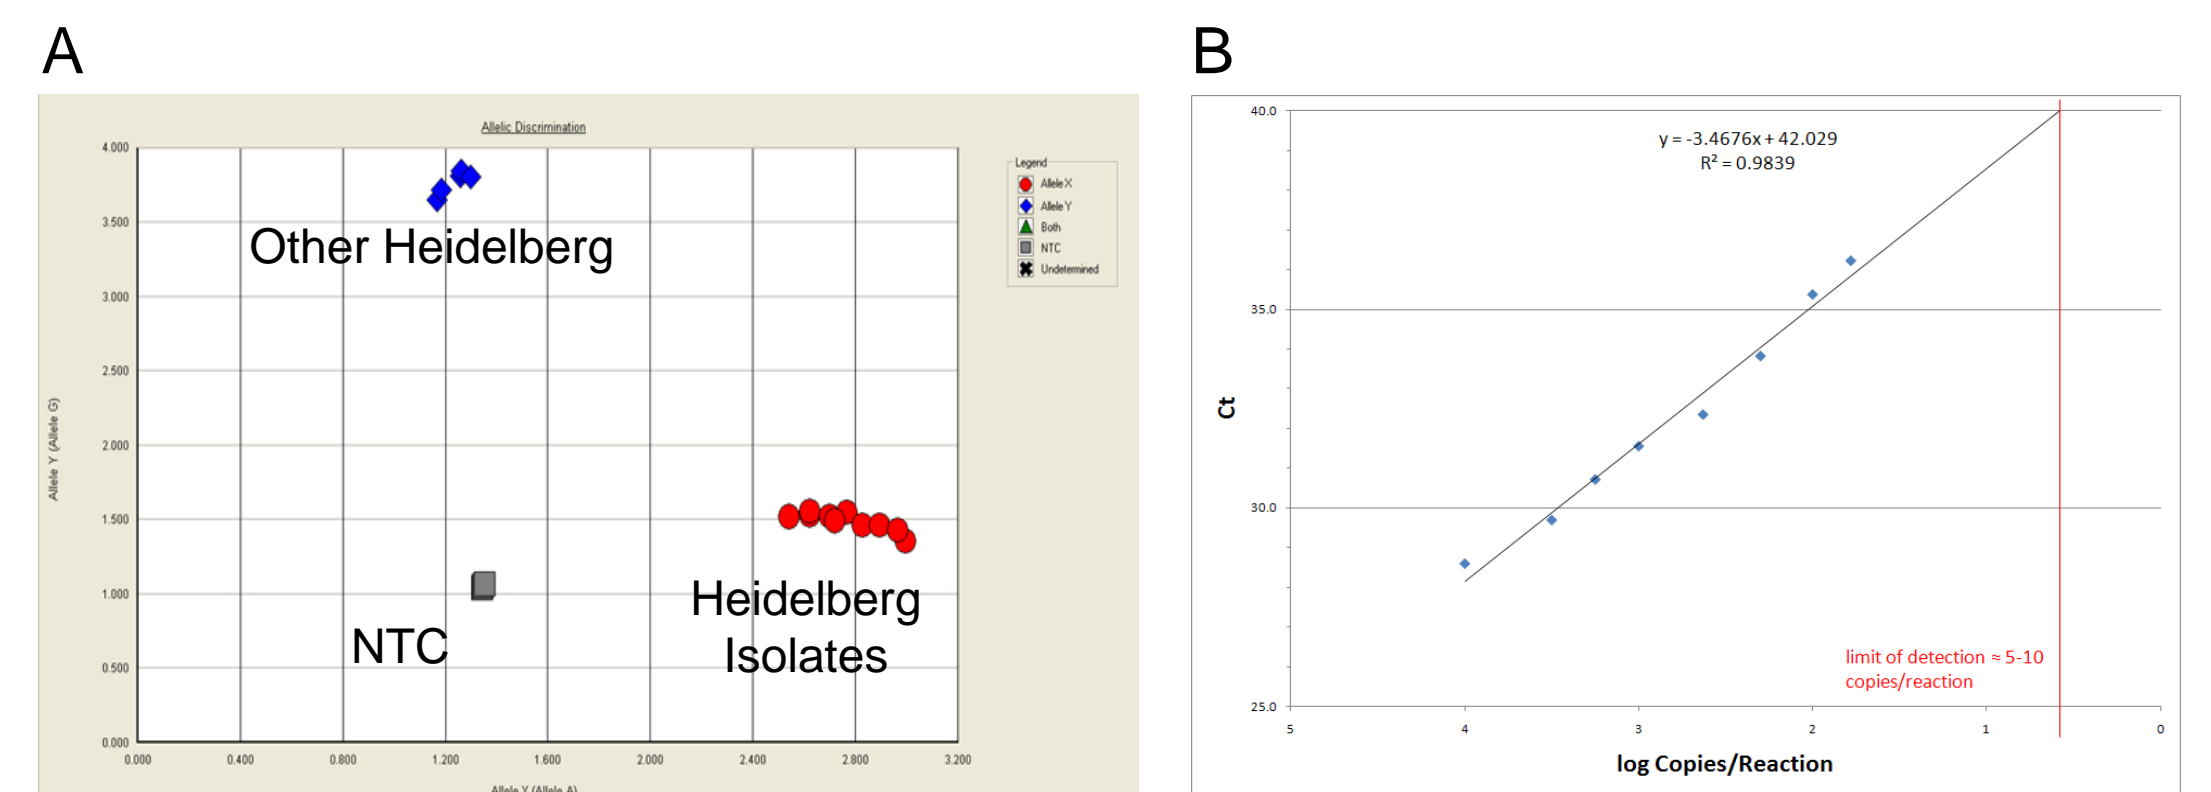 A
Allelic Discrimination
4.000
3.500
3.000
2.500
2.000
1.500
1.000
0.500
0.000
0.000 0.400 0.800 1.200 1.600 2.000 2.400 2.800 3.200
Allele Y (Allele G)
Allele X (Allele A)
Other Heidelberg
NTC
Heidelberg
Isolates
Legend
Allele X
Allele Y
Both
NTC
Undetermined
B
40.0
35.0
30.0
25.0
Ct
y = -3.4676x + 42.029
R² = 0.9839
limit of detection ≈ 5-10
copies/reaction
5 4 3 2 1 0
log Copies/Reaction